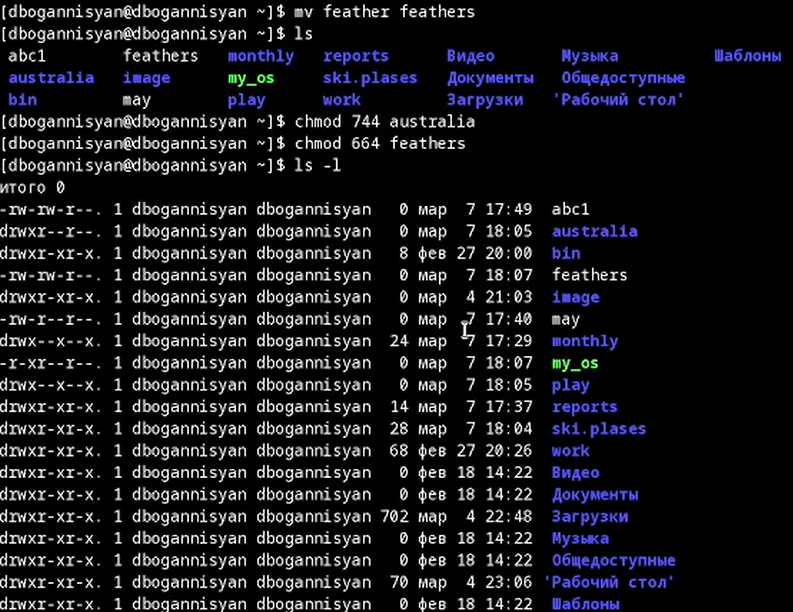 [dbogannisyan@dbogannisyan ~]$ mv feather feathers
[dbogannisyan@dbogannisyan ~]$ ls
abc1 feathers monthly reports Видео Музыка Шаблоны
australia image my_os ski.plases Документы Общедоступные
bin may play work Загрузки 'Рабочий стол'
[dbogannisyan@dbogannisyan ~]$ chmod 744 australia
[dbogannisyan@dbogannisyan ~]$ chmod 664 feathers
[dbogannisyan@dbogannisyan ~]$ ls -l
итого 0
-rw-rw-r--. 1 dbogannisyan dbogannisyan 0 мар 7 17:49 abc1
drwxr--r--. 1 dbogannisyan dbogannisyan 0 мар 7 18:05 australia
drwxr-xr-x. 1 dbogannisyan dbogannisyan 8 фев 27 20:00 bin
-rw-rw-r--. 1 dbogannisyan dbogannisyan 0 мар 7 18:07 feathers
drwxr-xr-x. 1 dbogannisyan dbogannisyan 0 мар 4 21:03 image
-rw-r--r--. 1 dbogannisyan dbogannisyan 0 мар 7 17:40 may
drwx--x--x. 1 dbogannisyan dbogannisyan 24 мар 7 17:29 monthly
-r-xr--r--. 1 dbogannisyan dbogannisyan 0 мар 7 18:07 my_os
drwx--x--x. 1 dbogannisyan dbogannisyan 0 мар 7 18:05 play
drwxr-xr-x. 1 dbogannisyan dbogannisyan 14 мар 7 17:37 reports
drwxr-xr-x. 1 dbogannisyan dbogannisyan 28 мар 7 18:04 ski.plases
drwxr-xr-x. 1 dbogannisyan dbogannisyan 68 фев 27 20:26 work
drwxr-xr-x. 1 dbogannisyan dbogannisyan 0 фев 18 14:22 Видео
drwxr-xr-x. 1 dbogannisyan dbogannisyan 0 фев 18 14:22 Документы
drwxr-xr-x. 1 dbogannisyan dbogannisyan 702 мар 4 22:48 Загрузки
drwxr-xr-x. 1 dbogannisyan dbogannisyan 0 фев 18 14:22 Музыка
drwxr-xr-x. 1 dbogannisyan dbogannisyan 0 фев 18 14:22 Общедоступные
drwxr-xr-x. 1 dbogannisyan dbogannisyan 70 мар 4 23:06 'Рабочий стол'
drwxr-xr-x. 1 dbogannisyan dbogannisyan 0 фев 18 14:22 Шаблоны